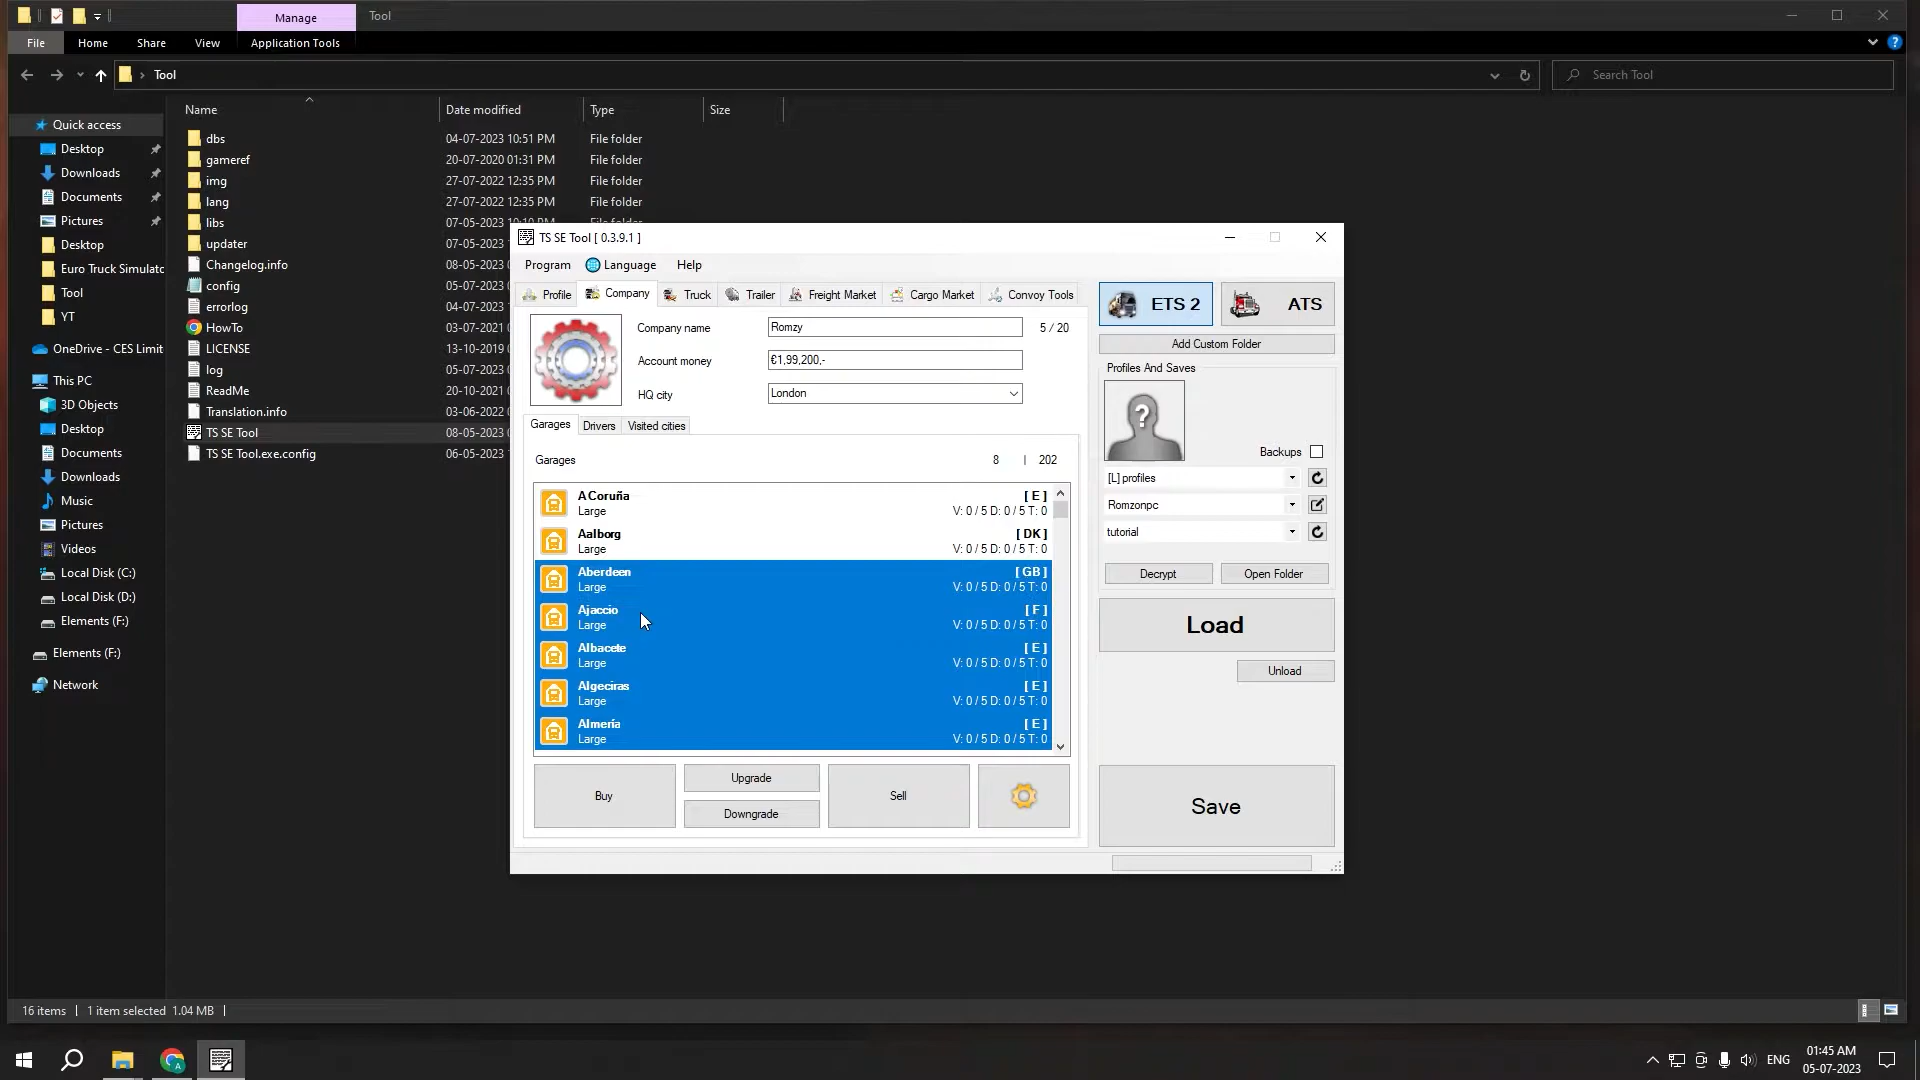 Manage
Tool
File
Home
Share
View
Application Tools
Tool
Search Tool
Name
Date modified
Type
Size
Quick access
Desktop
Downloads
Documents
Pictures
Desktop
Euro Truck Simulato
Tool
YT
OneDrive - CES Limit
This PC
3D Objects
Desktop
Documents
Downloads
Music
Pictures
Videos
Local Disk (C:)
Local Disk (D:)
Elements (F:)
Elements (F:)
Network
dbs 04-07-2023 10:51 PM File folder
gameref 20-07-2020 01:31 PM File folder
img 27-07-2022 12:35 PM File folder
lang 27-07-2022 12:35 PM File folder
libs 07-05-2023 10:10 PM File folder
updater 07-05-2023
Changelog.info 08-05-2023
config 05-07-2023
errorlog 04-07-2023
HowTo 03-07-2021
LICENSE 13-10-2019
log 05-07-2023
ReadMe 20-10-2021
Translation.info 03-06-2022
TS SE Tool 08-05-2023
TS SE Tool.exe.config 06-05-2023
TS SE Tool [ 0.3.9.1 ]
Program
Language
Help
Profile
Company
Truck
Trailer
Freight Market
Cargo Market
Convoy Tools
Company name Romzy 5 / 20
Account money €1,99,200,-
HQ city London
Garages
Drivers
Visited cities
Garages 8 | 202
A Coruña [ E ]
Large V: 0 / 5 D: 0 / 5 T: 0
Aalborg [ DK ]
Large V: 0 / 5 D: 0 / 5 T: 0
Aberdeen [ GB ]
Large V: 0 / 5 D: 0 / 5 T: 0
Ajaccio [ F ]
Large V: 0 / 5 D: 0 / 5 T: 0
Albacete [ E ]
Large V: 0 / 5 D: 0 / 5 T: 0
Algeciras [ E ]
Large V: 0 / 5 D: 0 / 5 T: 0
Almería [ E ]
Large V: 0 / 5 D: 0 / 5 T: 0
Buy
Upgrade
Downgrade
Sell
ETS 2
ATS
Add Custom Folder
Profiles And Saves
?
Backups
[L] profiles
Romzonpc
tutorial
Decrypt
Open Folder
Load
Unload
Save
16 items
1 item selected 1.04 MB
ENG
01:45 AM
05-07-2023